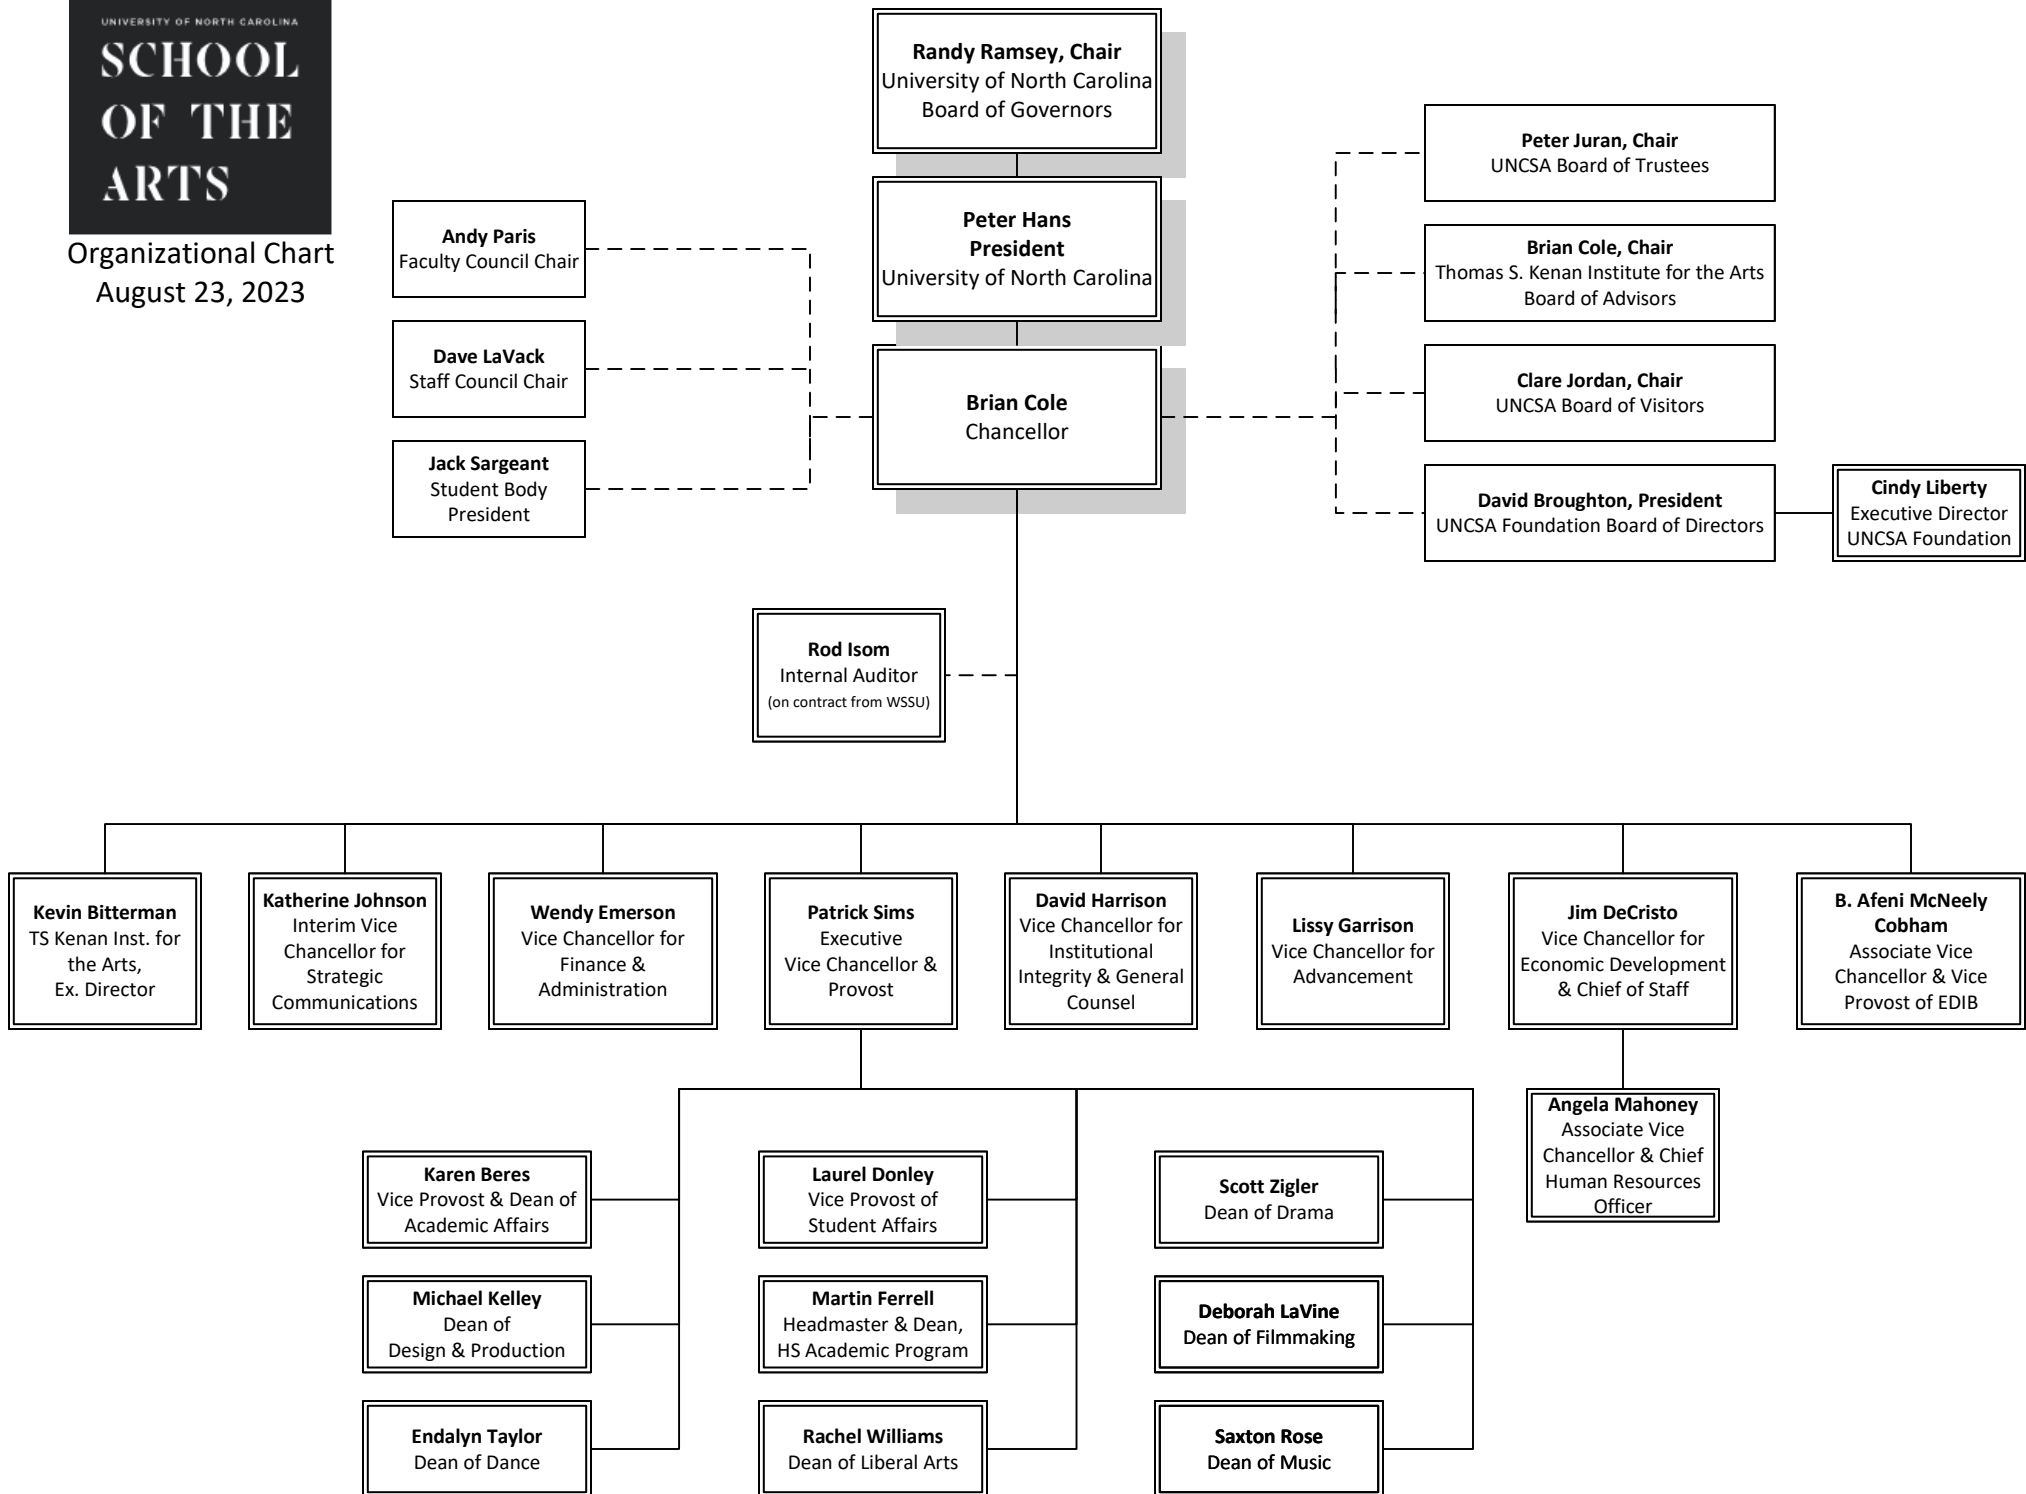 UNIVERSITY OF NORTH CAROLINA
SCHOOL
OF THE
ARTS
Organizational Chart
August 23, 2023
Randy Ramsey, Chair
University of North Carolina
Board of Governors
Peter Hans
President
University of North Carolina
Brian Cole
Chancellor
Andy Paris
Faculty Council Chair
Dave LaVack
Staff Council Chair
Jack Sargeant
Student Body
President
Peter Juran, Chair
UNCSA Board of Trustees
Brian Cole, Chair
Thomas S. Kenan Institute for the Arts
Board of Advisors
Clare Jordan, Chair
UNCSA Board of Visitors
David Broughton, President
UNCSA Foundation Board of Directors
Cindy Liberty
Executive Director
UNCSA Foundation
Rod Isom
Internal Auditor
(on contract from WSSU)
Kevin Bitterman
TS Kenan Inst. for
the Arts,
Ex. Director
Katherine Johnson
Interim Vice
Chancellor for
Strategic
Communications
Wendy Emerson
Vice Chancellor for
Finance &
Administration
Patrick Sims
Executive
Vice Chancellor &
Provost
David Harrison
Vice Chancellor for
Institutional
Integrity & General
Counsel
Lissy Garrison
Vice Chancellor for
Advancement
Jim DeCristo
Vice Chancellor for
Economic Development
& Chief of Staff
B. Afeni McNeely
Cobham
Associate Vice
Chancellor & Vice
Provost of EDIB
Karen Beres
Vice Provost & Dean of
Academic Affairs
Michael Kelley
Dean of
Design & Production
Endalyn Taylor
Dean of Dance
Laurel Donley
Vice Provost of
Student Affairs
Martin Ferrell
Headmaster & Dean,
HS Academic Program
Rachel Williams
Dean of Liberal Arts
Scott Zigler
Dean of Drama
Deborah LaVine
Dean of Filmmaking
Saxton Rose
Dean of Music
Angela Mahoney
Associate Vice
Chancellor & Chief
Human Resources
Officer